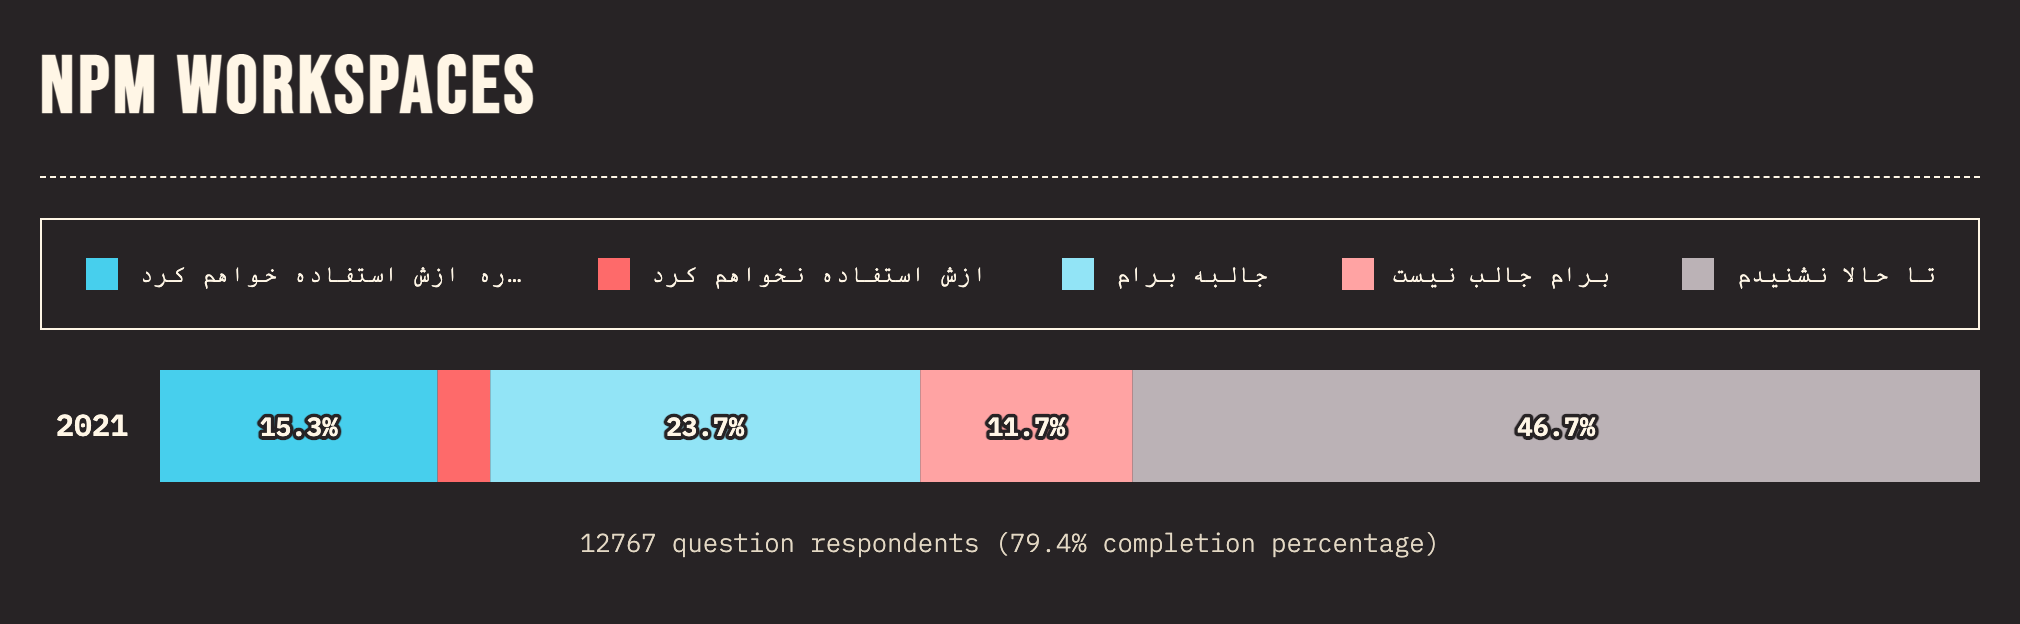 NPM WORKSPACES
...ره ازش استفاده خواهم کرد
ازش استفاده نخواهم کرد
جالبه برام
برام جالب نیست
تا حالا نشنیدم
2021
15.3%
23.7%
11.7%
46.7%
12767 question respondents (79.4% completion percentage)